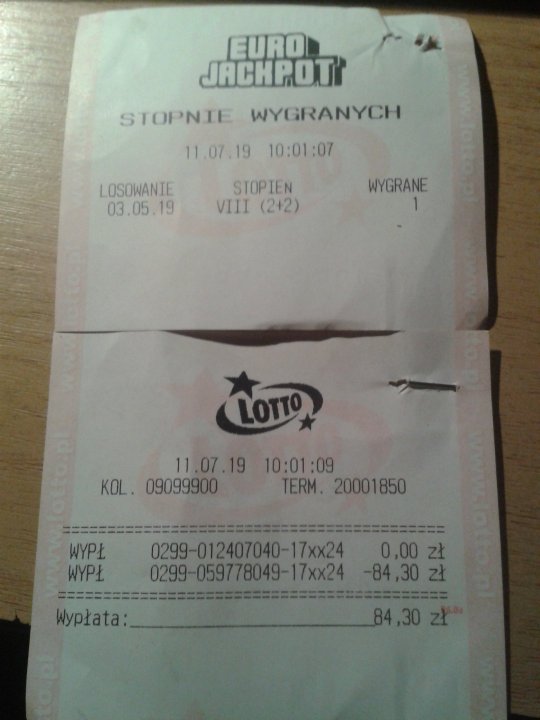 EURO
JACKPOT
STOPNIE WYGRANYCH
11.07.19 10:01:07
LOSOWANIE STOPIEN WYGRANE
03.05.19 VIII (2+2) 1
LOTTO
11.07.19 10:01:09
KOL. 09099900 TERM. 20001850
================================================
WYPŁ 0299-012407040-17xx24 0,00 zł
WYPŁ 0299-059778049-17xx24 -84,30 zł
================================================
Wypłata:_________________________84,30 zł